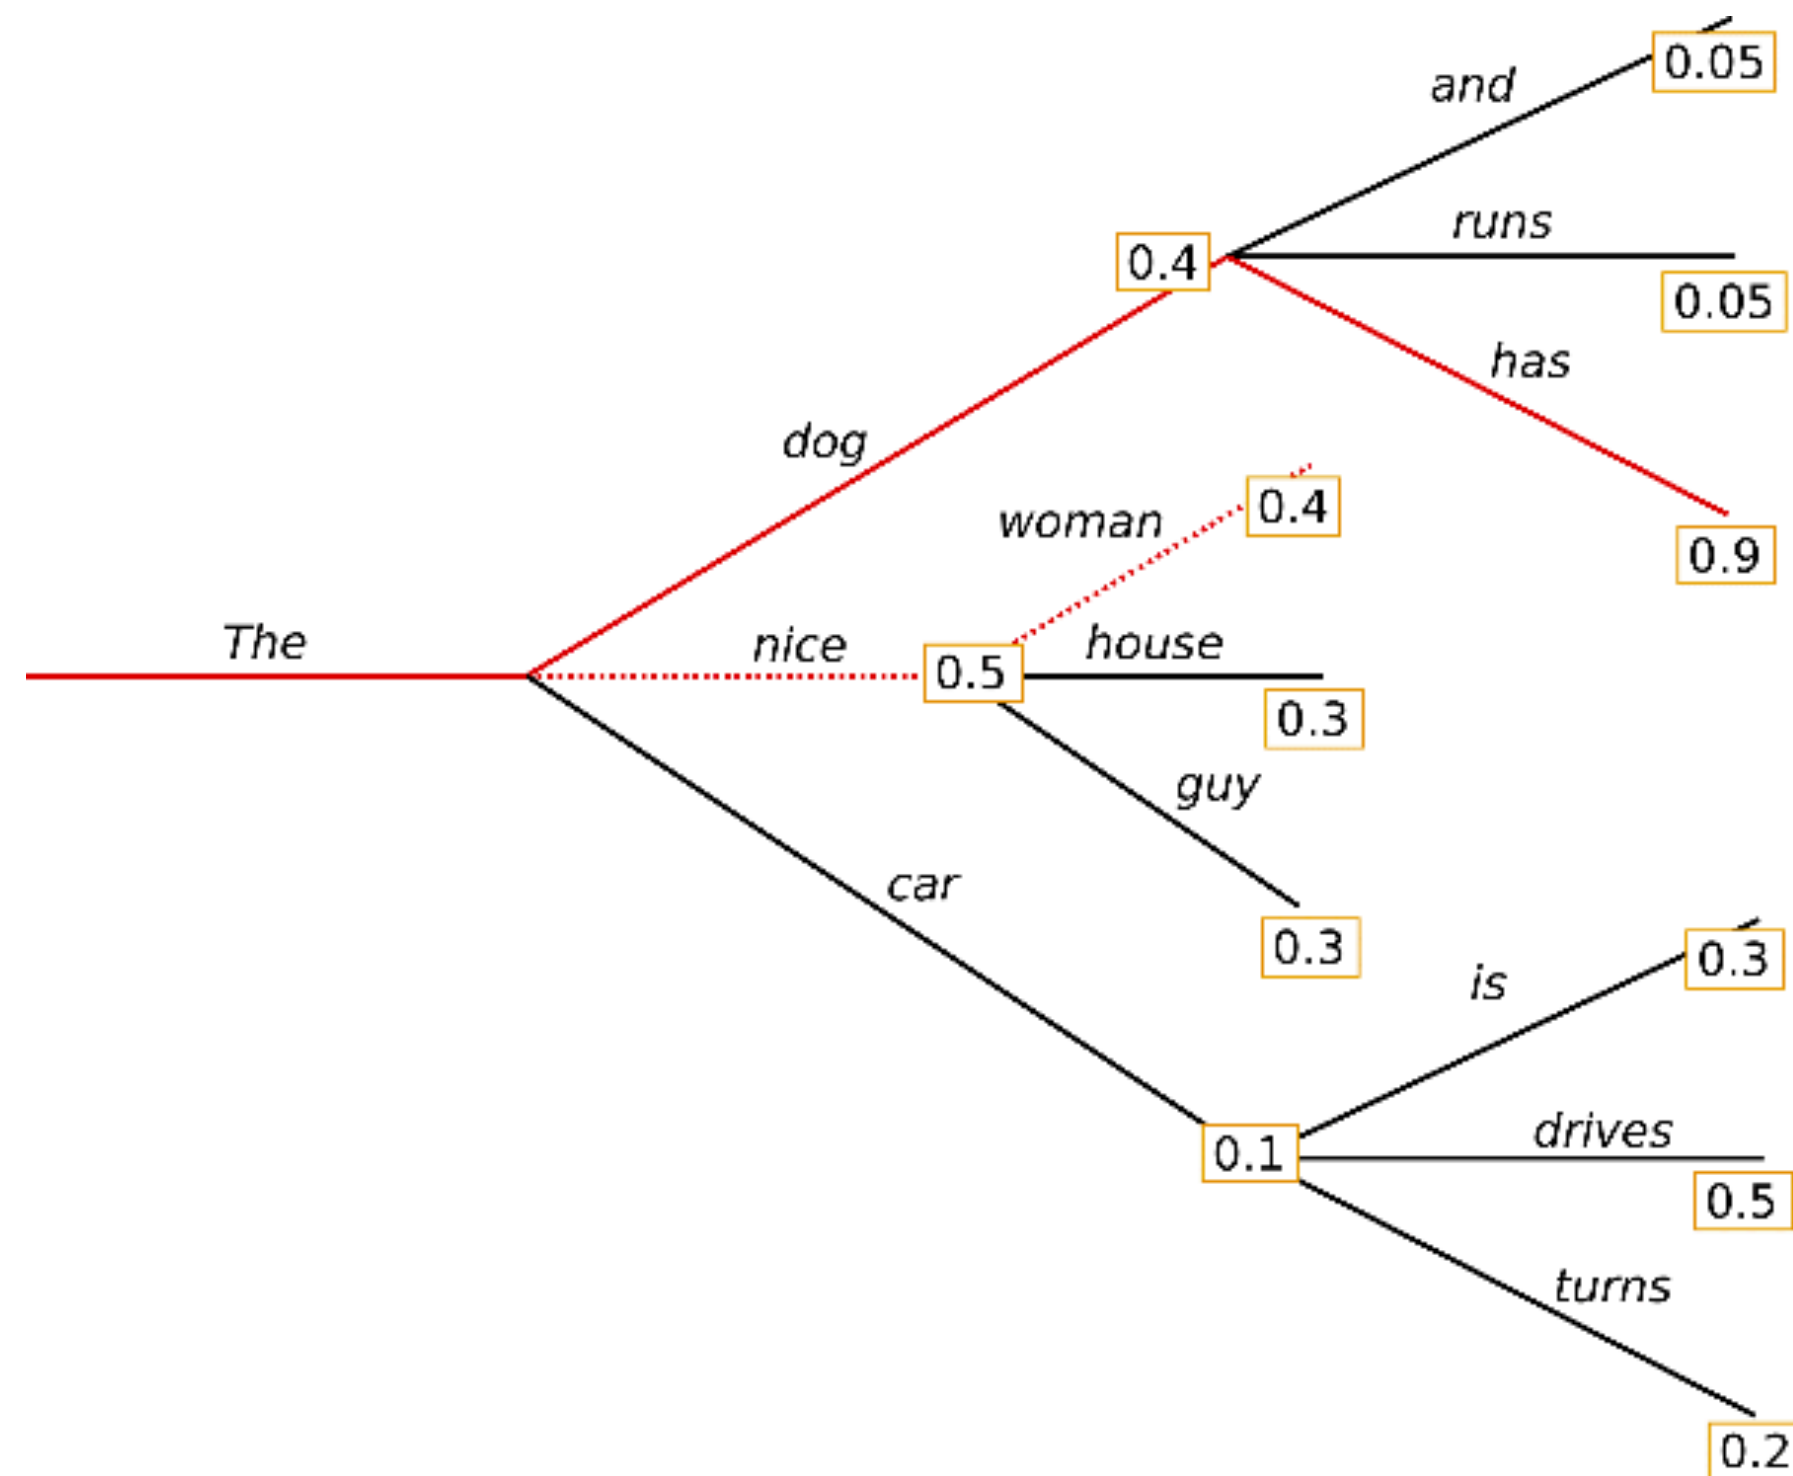 and
0.05
runs
0.05
0.4
has
0.9
dog
woman
0.4
The
nice
0.5
house
0.3
guy
0.3
car
is
0.3
drives
0.5
0.1
turns
0.2